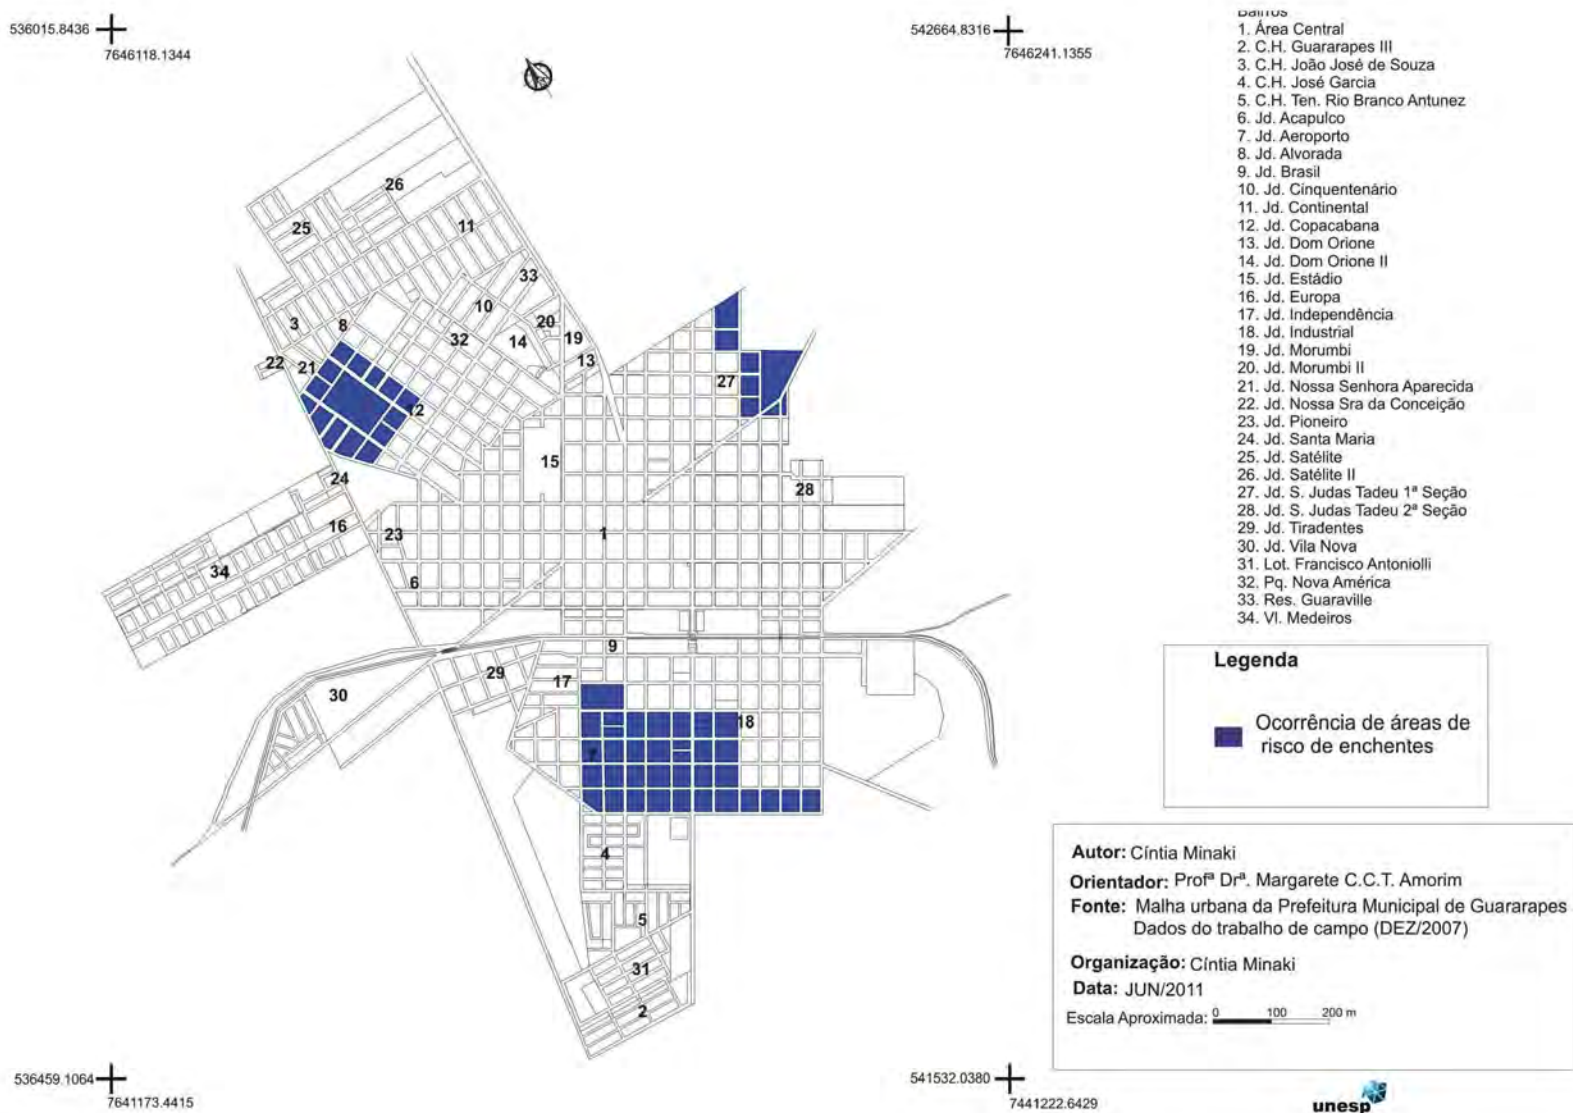 536015.8436
7646118.1344
542664.8316
7646241.1355
Bairros
1. Área Central
2. C.H. Guararapes III
3. C.H. João José de Souza
4. C.H. José Garcia
5. C.H. Ten. Rio Branco Antunez
6. Jd. Acapulco
7. Jd. Aeroporto
8. Jd. Alvorada
9. Jd. Brasil
10. Jd. Cinquentenário
11. Jd. Continental
12. Jd. Copacabana
13. Jd. Dom Orione
14. Jd. Dom Orione II
15. Jd. Estádio
16. Jd. Europa
17. Jd. Independência
18. Jd. Industrial
19. Jd. Morumbi
20. Jd. Morumbi II
21. Jd. Nossa Senhora Aparecida
22. Jd. Nossa Sra da Conceição
23. Jd. Pioneiro
24. Jd. Santa Maria
25. Jd. Satélite
26. Jd. Satélite II
27. Jd. S. Judas Tadeu 1ª Seção
28. Jd. S. Judas Tadeu 2ª Seção
29. Jd. Tiradentes
30. Jd. Vila Nova
31. Lot. Francisco Antoniolli
32. Pq. Nova América
33. Res. Guaraville
34. Vl. Medeiros
26
25
11
33
10
3
8
20
32
14
19
13
22
21
27
12
15
24
28
16
23
1
34
6
9
29
17
30
18
7
4
5
31
2
Legenda
Ocorrência de áreas de
risco de enchentes
Autor: Cíntia Minaki
Orientador: Profª Drª. Margarete C.C.T. Amorim
Fonte: Malha urbana da Prefeitura Municipal de Guararapes
Dados do trabalho de campo (DEZ/2007)
Organização: Cíntia Minaki
Data: JUN/2011
Escala Aproximada: 0 100 200 m
536459.1064
7641173.4415
541532.0380
7441222.6429
unesp